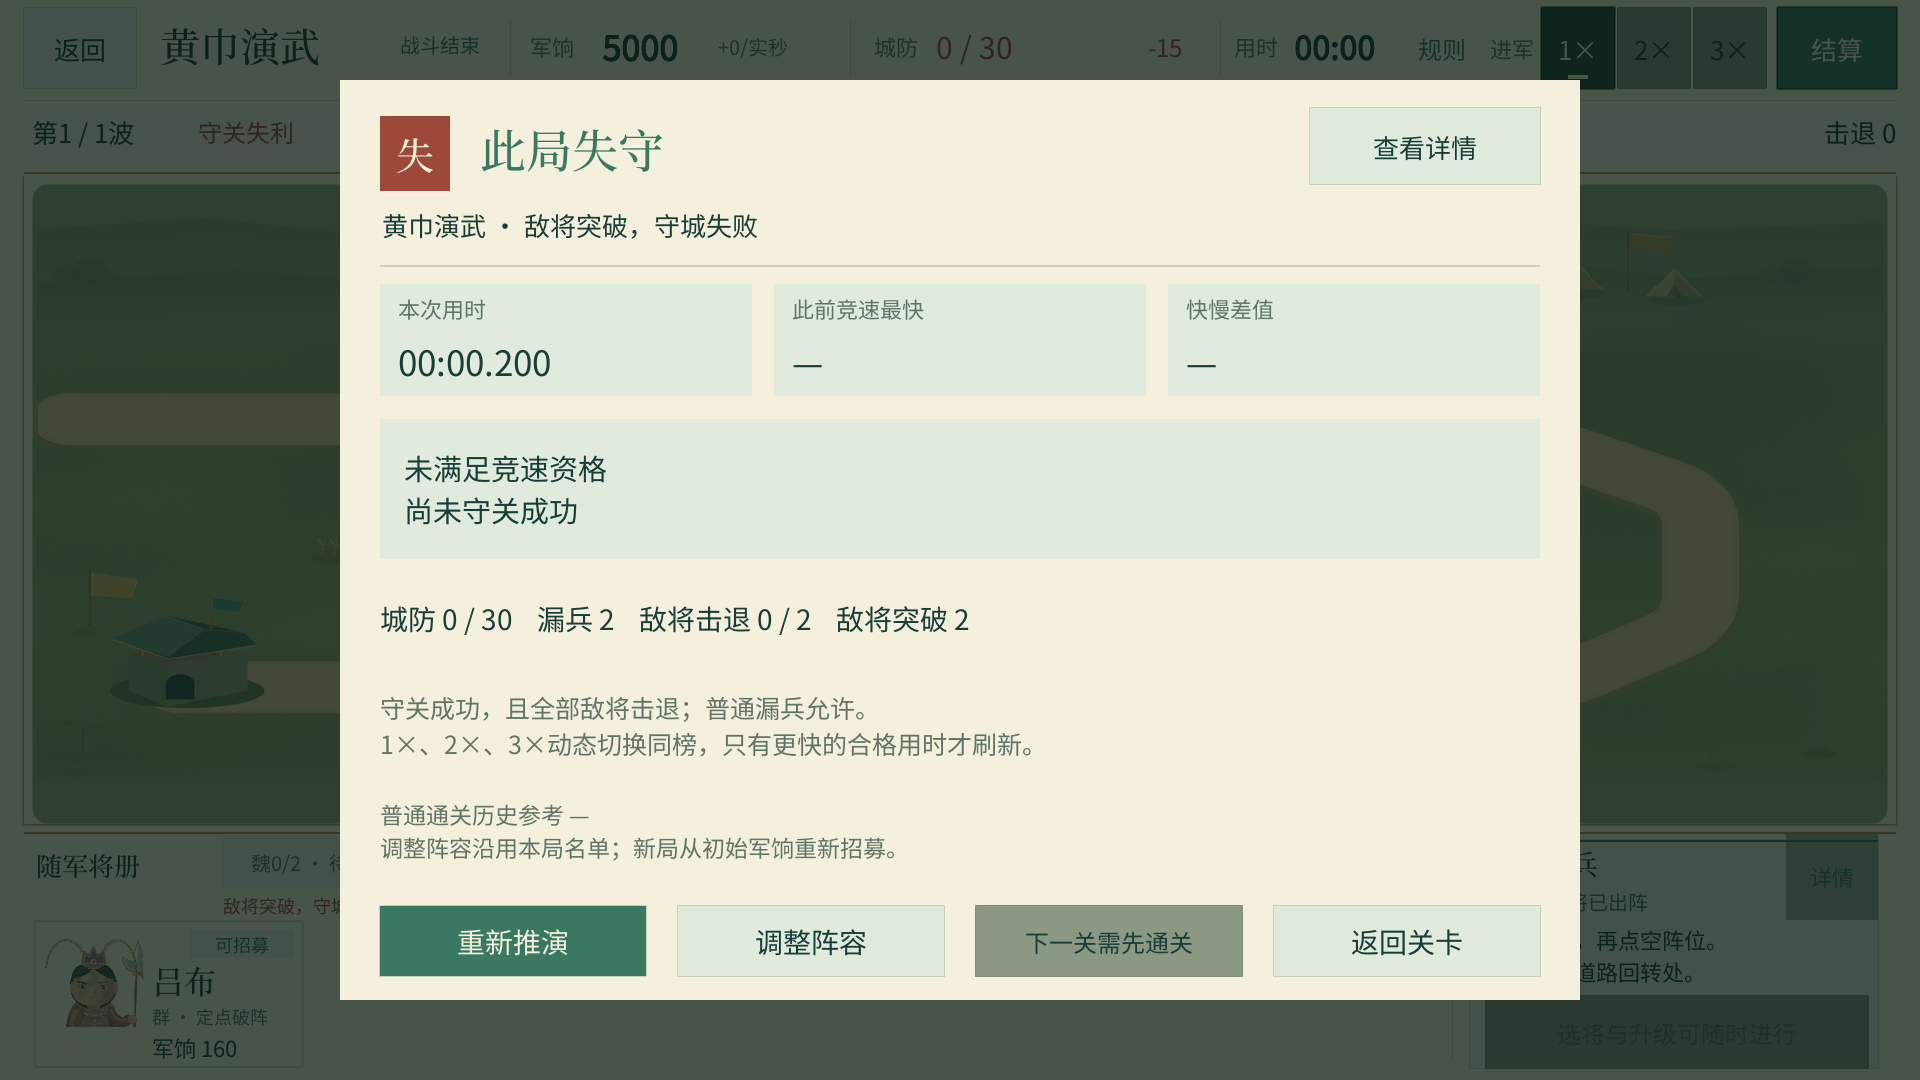 返回
黄巾演武
战斗结束
军饷
5000
+0/实秒
城防
0 / 30
-15
用时
00:00
规则
进军
1×
2×
3×
结算
第1 / 1波
守关失利
击退 0
失
此局失守
查看详情
黄巾演武 · 敌将突破，守城失败
本次用时
00:00.200
此前竞速最快
—
快慢差值
—
未满足竞速资格
尚未守关成功
城防 0 / 30 漏兵 2 敌将击退 0 / 2 敌将突破 2
守关成功，且全部敌将击退；普通漏兵允许。
1×、2×、3×动态切换同榜，只有更快的合格用时才刷新。
普通通关历史参考 —
调整阵容沿用本局名单；新局从初始军饷重新招募。
重新推演
调整阵容
下一关需先通关
返回关卡
随军将册
魏0/2 · 
敌将突破，守
可招募
吕布
群 · 定点破阵
军饷 160
兵
详情
已出阵
再点空阵位。
道路回转处。
选将与升级可随时进行